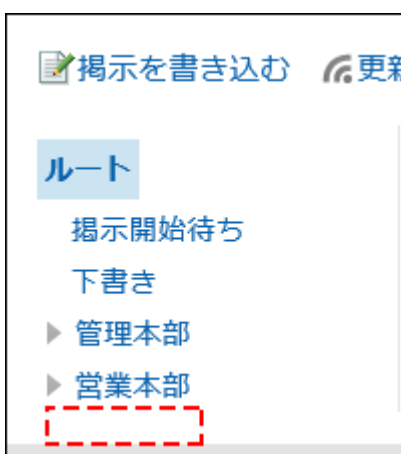 掲示を書き込む 更新
ルート
掲示開始待ち
下書き
管理本部
営業本部